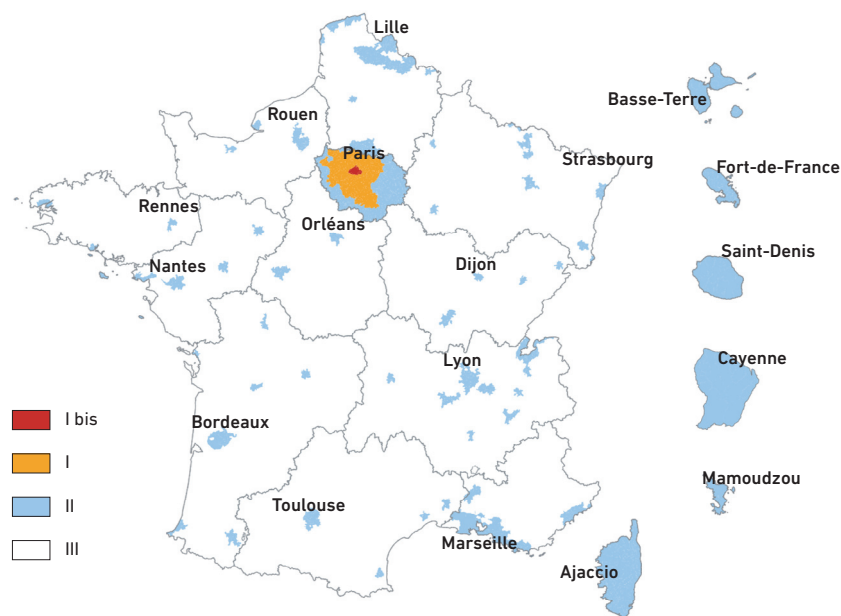 Lille
Basse-Terre
Rouen
Paris
Strasbourg
Fort-de-France
Rennes
Orléans
Nantes
Dijon
Saint-Denis
Lyon
Cayenne
I bis
Bordeaux
I
Mamoudzou
II
Toulouse
Marseille
III
Ajaccio